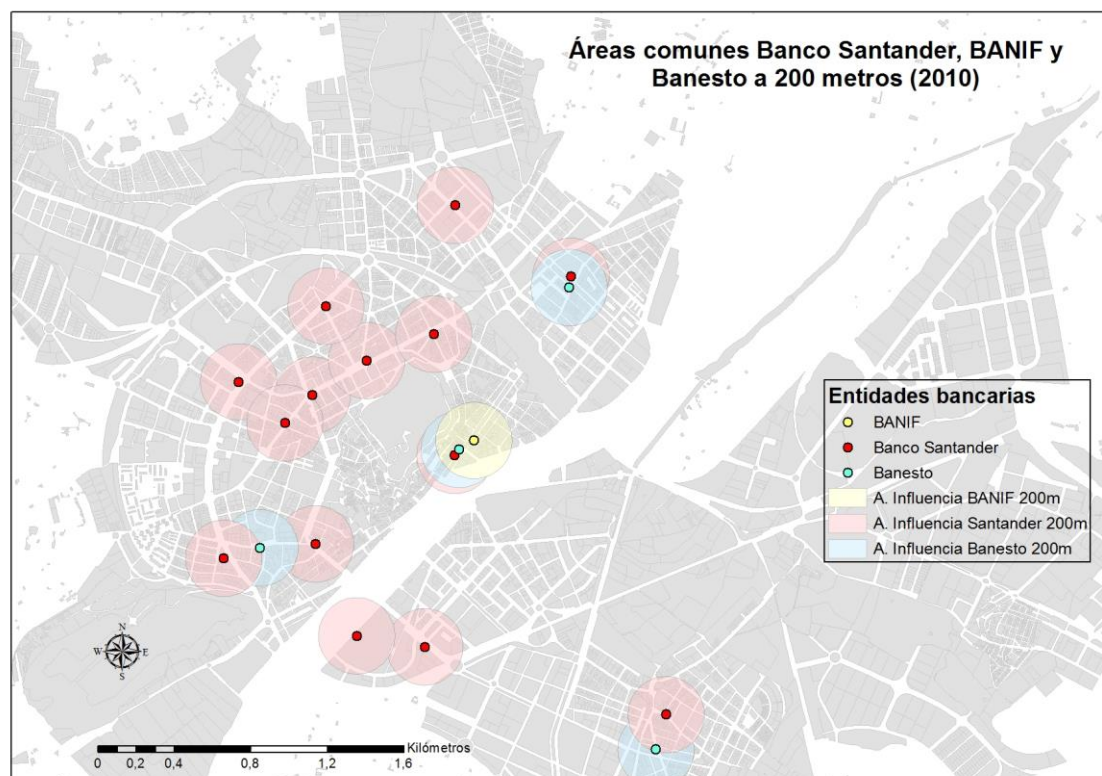 Áreas comunes Banco Santander, BANIF y
Banesto a 200 metros (2010)
Entidades bancarias
BANIF
Banco Santander
Banesto
A. Influencia BANIF 200m
A. Influencia Santander 200m
A. Influencia Banesto 200m
N
W E
S
Kilómetros
0 0,2 0,4 0,8 1,2 1,6